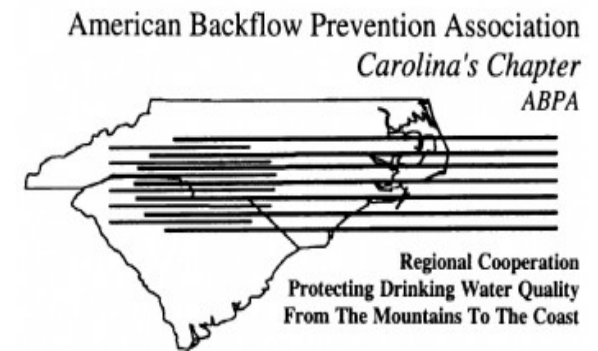 American Backflow Prevention Association
Carolina's Chapter
ABPA
Regional Cooperation
Protecting Drinking Water Quality
From The Mountains To The Coast